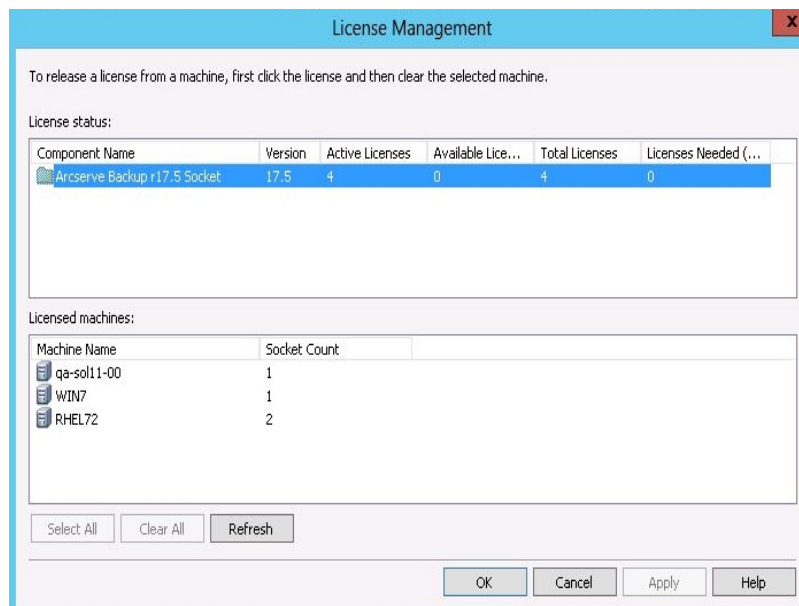 License Management
X
To release a license from a machine, first click the license and then clear the selected machine.
License status:
Component Name Version Active Licenses Available Lice... Total Licenses Licenses Needed (...
Arcserve Backup r17.5 Socket 17.5 4 0 4 0
Licensed machines:
Machine Name Socket Count
qa-sol11-00 1
WIN7 1
RHEL72 2
Select All Clear All Refresh
OK Cancel Apply Help